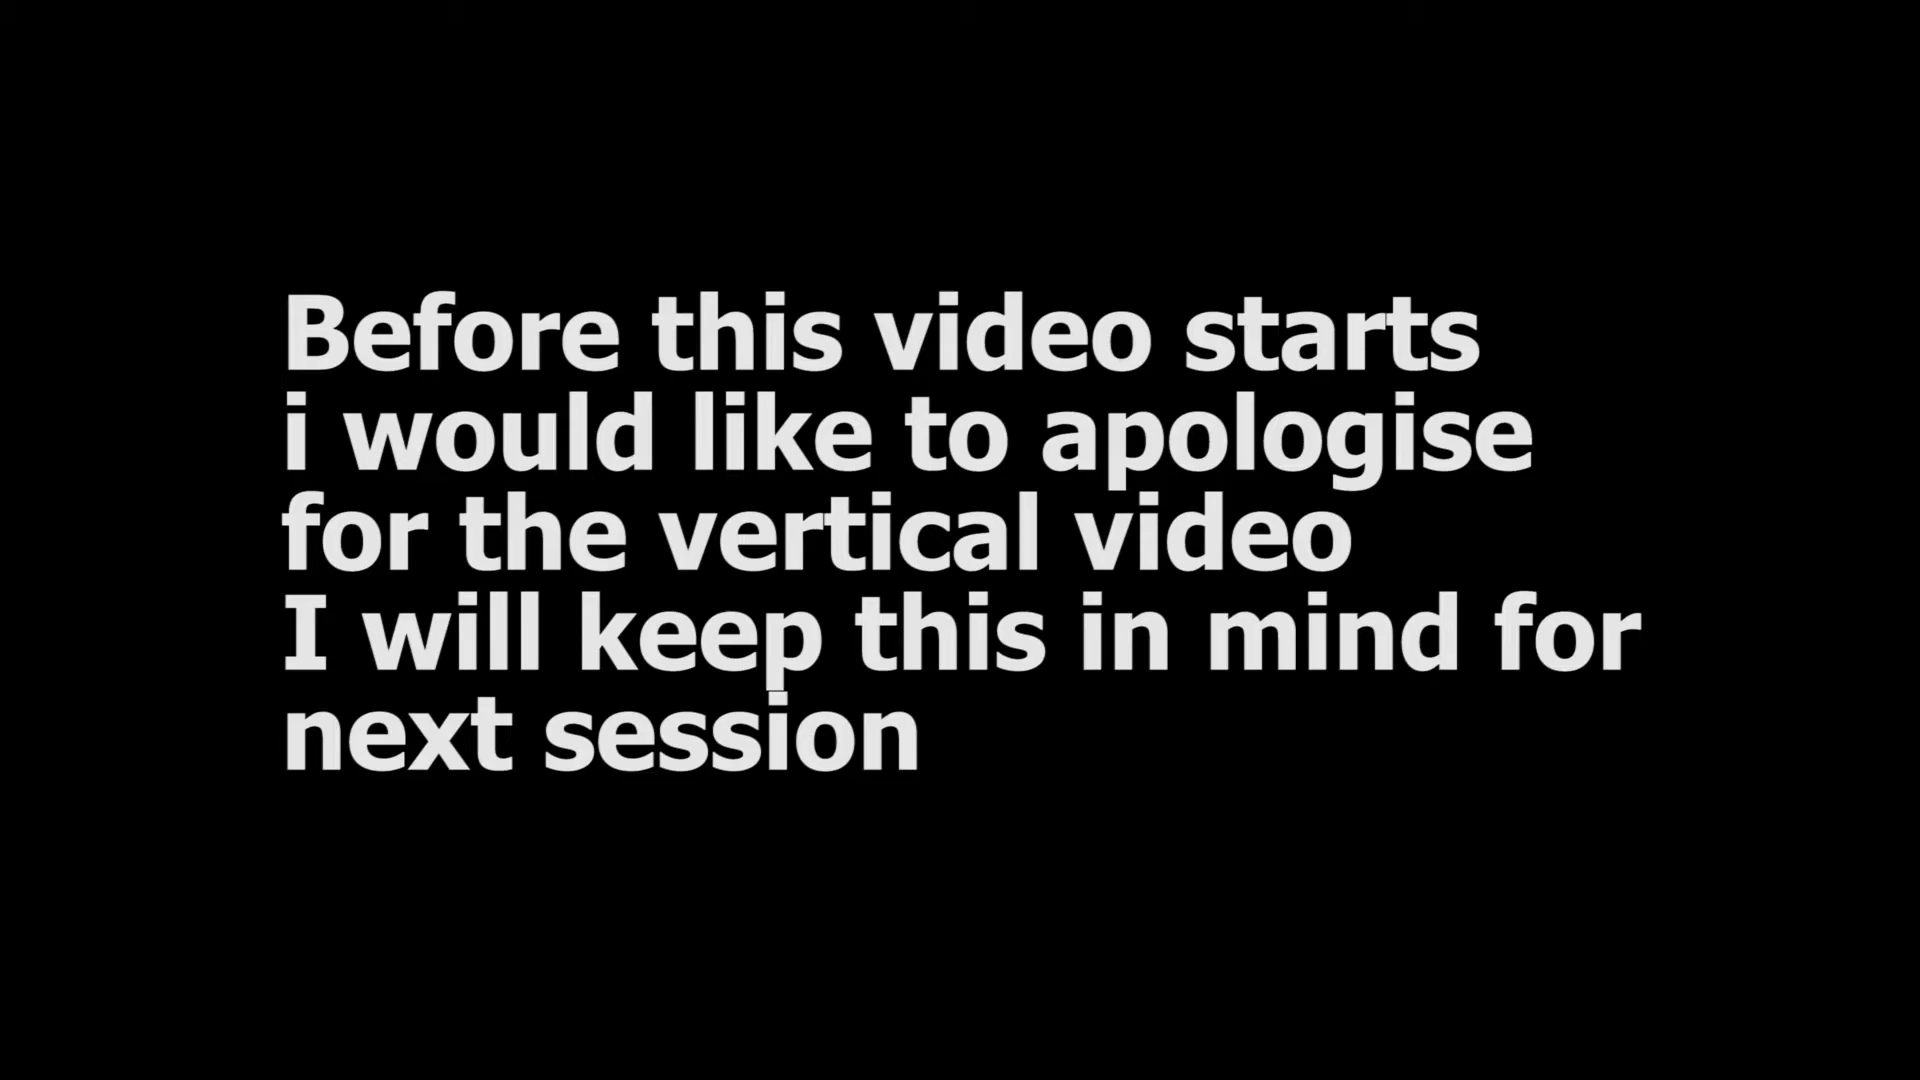 Before this video starts
i would like to apologise
for the vertical video
I will keep this in mind for
next session